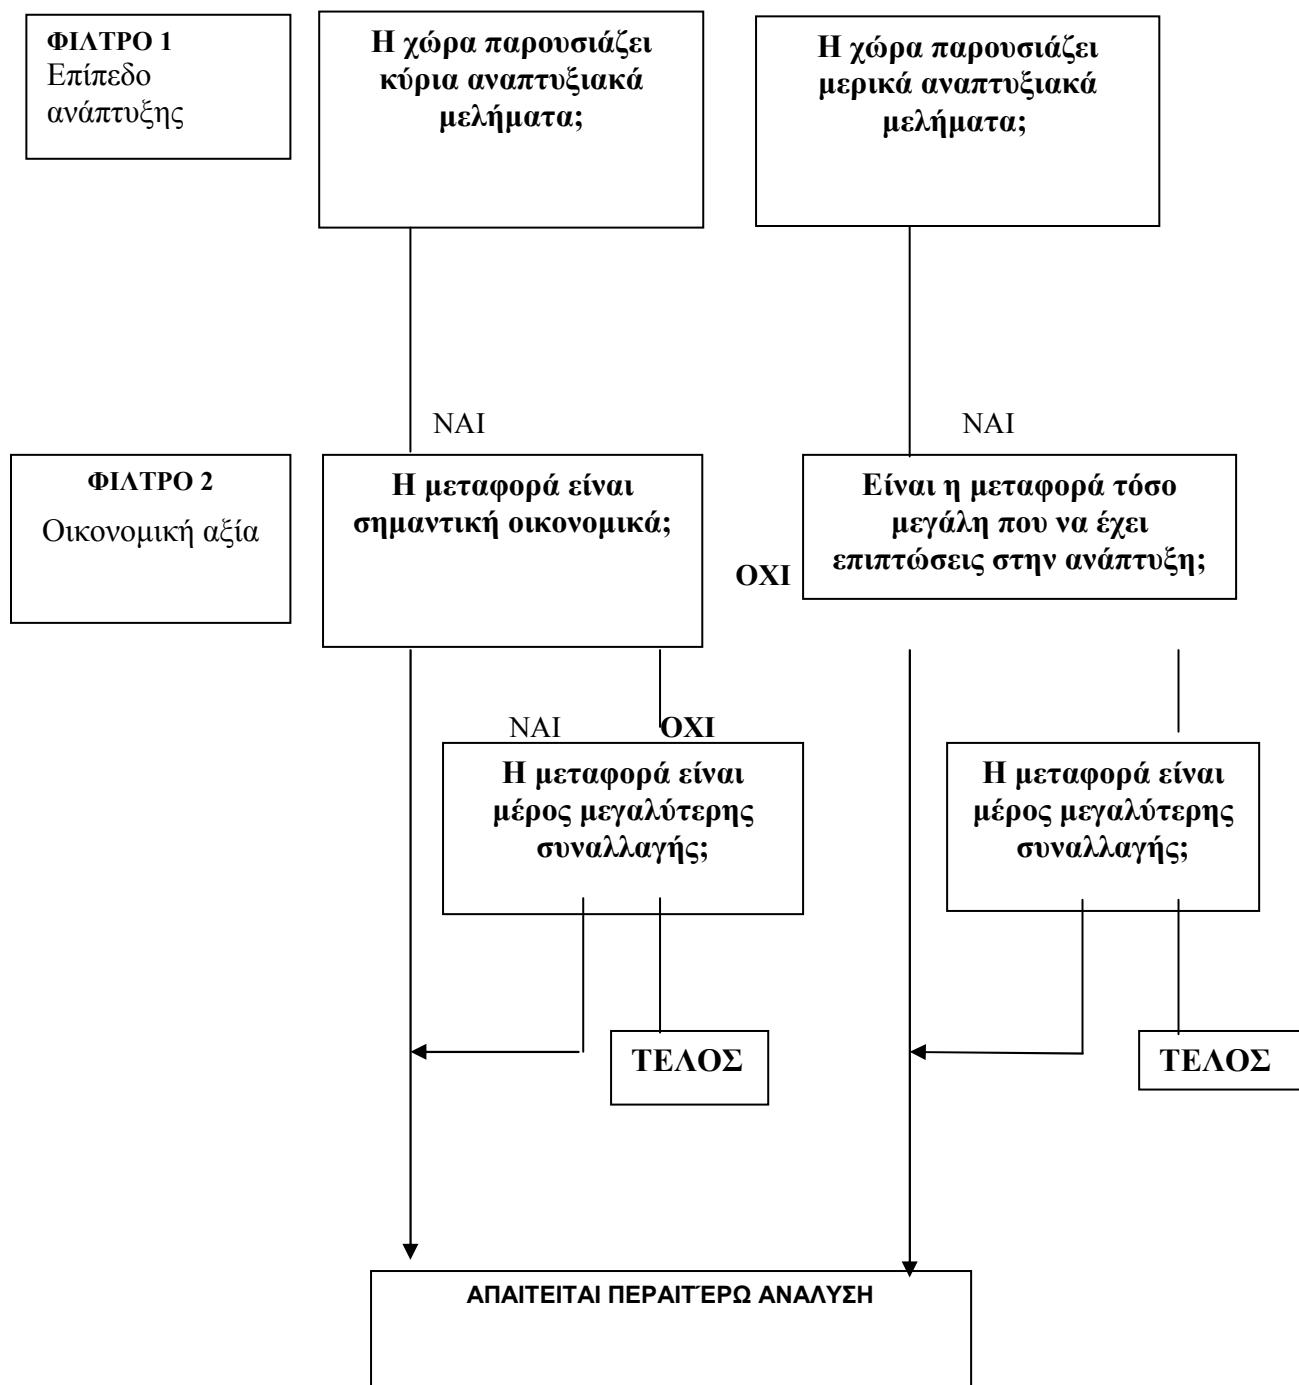 ΦΙΛΤΡΟ 1
Επίπεδο
ανάπτυξης
Η χώρα παρουσιάζει
κύρια αναπτυξιακά
μελήματα;
Η χώρα παρουσιάζει
μερικά αναπτυξιακά
μελήματα;
ΝΑΙ
ΝΑΙ
ΦΙΛΤΡΟ 2
Οικονομική αξία
Η μεταφορά είναι
σημαντική οικονομικά;
Είναι η μεταφορά τόσο
μεγάλη που να έχει
επιπτώσεις στην ανάπτυξη;
ΟΧΙ
ΝΑΙ
ΟΧΙ
Η μεταφορά είναι
μέρος μεγαλύτερης
συναλλαγής;
Η μεταφορά είναι
μέρος μεγαλύτερης
συναλλαγής;
ΤΕΛΟΣ
ΤΕΛΟΣ
ΑΠΑΙΤΕΙΤΑΙ ΠΕΡΑΙΤΈΡΩ ΑΝΑΛΥΣΗ